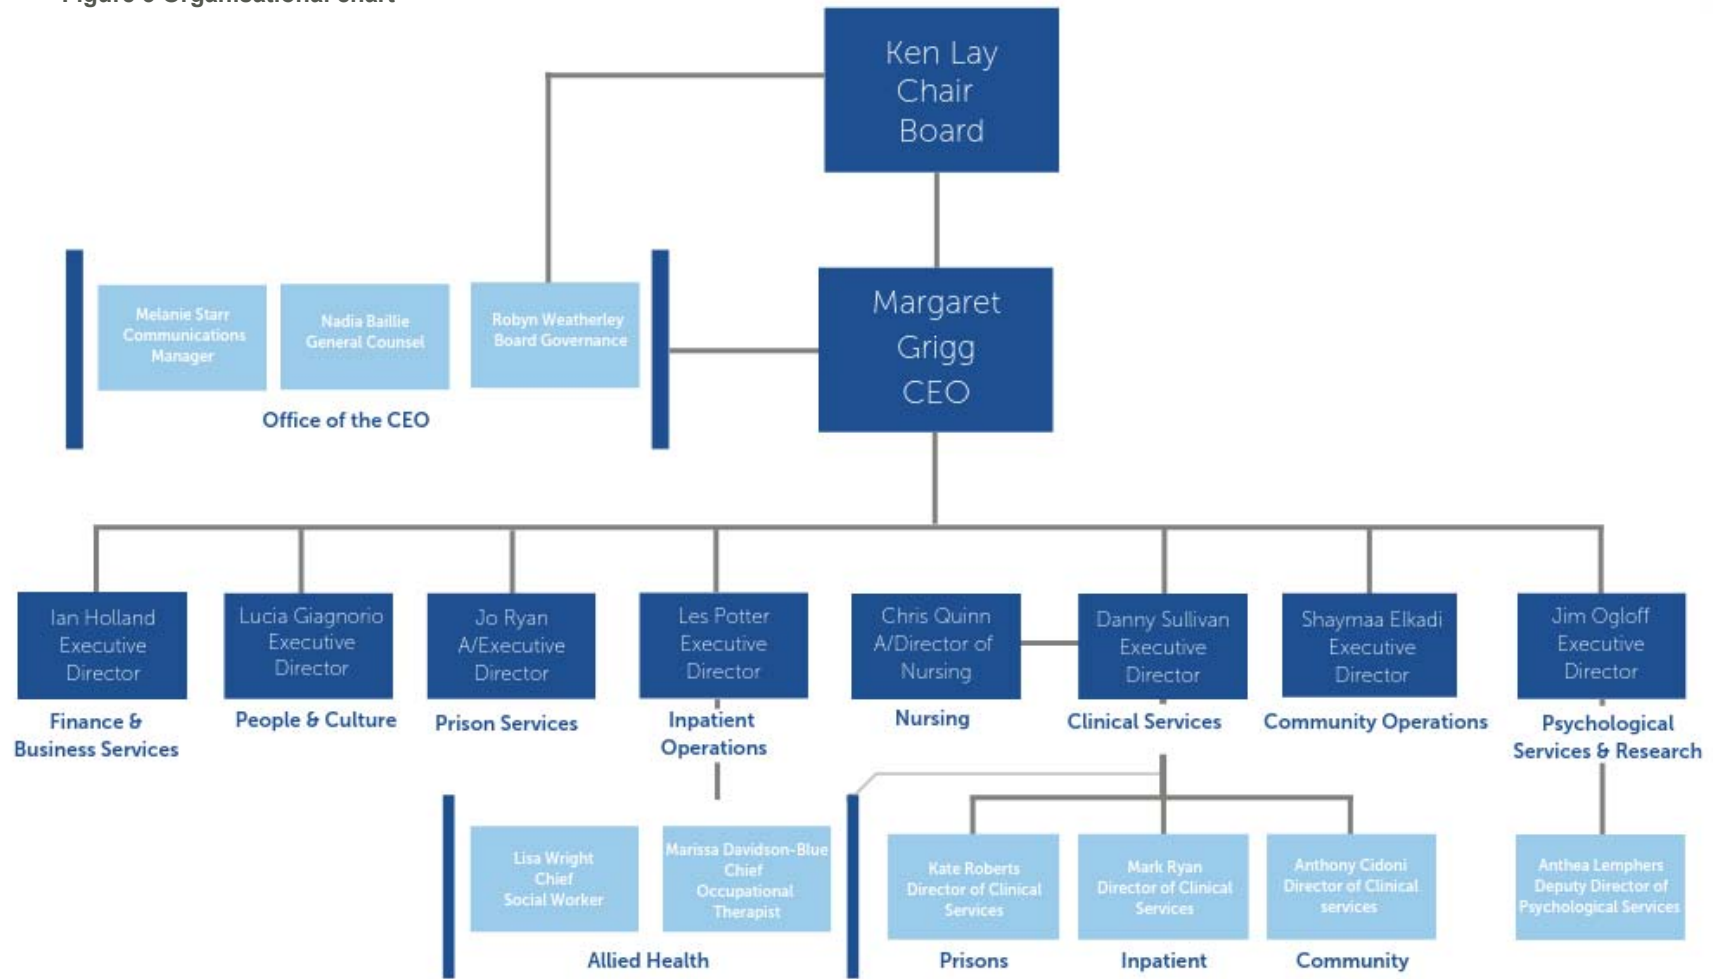 Figure 5 Organisational chart
Ken Lay
Chair
Board
Melanie Starr
Communications
Manager
Nadia Baillie
General Counsel
Robyn Weatherley
Board Governance
Office of the CEO
Margaret
Grigg
CEO
Ian Holland
Executive
Director
Finance &
Business Services
Lucia Giagnorio
Executive
Director
People & Culture
Jo Ryan
A/Executive
Director
Prison Services
Les Potter
Executive
Director
Inpatient
Operations
Chris Quinn
A/Director of
Nursing
Nursing
Danny Sullivan
Executive
Director
Clinical Services
Shaymaa Elkadi
Executive
Director
Community Operations
Jim Ogloff
Executive
Director
Psychological
Services & Research
Lisa Wright
Chief
Social Worker
Marissa Davidson-Blue
Chief
Occupational
Therapist
Allied Health
Kate Roberts
Director of Clinical
Services
Prisons
Mark Ryan
Director of Clinical
Services
Inpatient
Anthony Cidoni
Director of Clinical
services
Community
Anthea Lemphers
Deputy Director of
Psychological Services